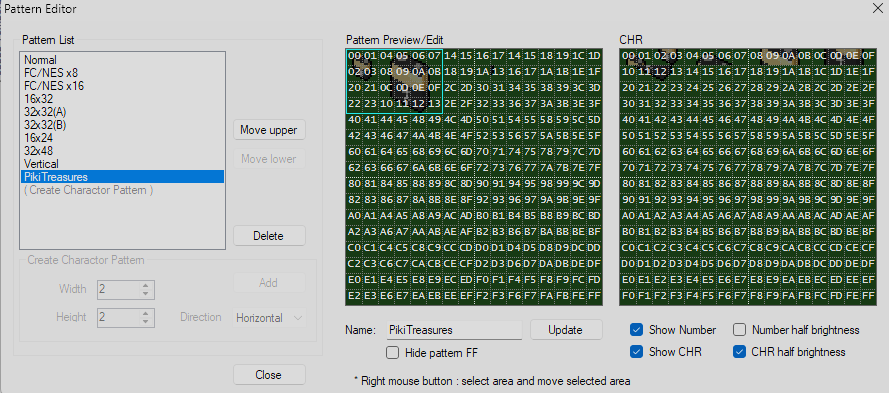 Pattern Editor
Pattern List
Normal
FC/NES x8
FC/NES x16
16x32
32x32(A)
32x32(B)
16x24
32x48
Vertical
PikiTreasures
( Create Charactor Pattern )
Move upper
Move lower
Delete
Create Charactor Pattern
Width 2
Add
Height 2
Direction Horizontal
Close
Pattern Preview/Edit
00 01 04 05 06 07 14 15 16 17 14 15 18 19 1C 1D
02 03 08 09 0A 0B 18 19 1A 13 16 17 1A 1B 1E 1F
20 21 0C 0D 0E 0F 2C 2D 30 31 34 35 38 39 3C 3D
22 23 10 11 12 13 2E 2F 32 33 36 37 3A 3B 3E 3F
40 41 44 45 48 49 4C 4D 50 51 54 55 58 59 5C 5D
42 43 46 47 4A 4B 4E 4F 52 53 56 57 5A 5B 5E 5F
60 61 64 65 68 69 6C 6D 70 71 74 75 78 79 7C 7D
62 63 66 67 6A 6B 6E 6F 72 73 76 77 7A 7B 7E 7F
80 81 84 85 88 89 8C 8D 90 91 94 95 98 99 9C 9D
82 83 86 87 8A 8B 8E 8F 92 93 96 97 9A 9B 9E 9F
A0 A1 A4 A5 A8 A9 AC AD B0 B1 B4 B5 B8 B9 BC BD
A2 A3 A6 A7 AA AB AE AF B2 B3 B6 B7 BA BB BE BF
C0 C1 C4 C5 C8 C9 CC CD D0 D1 D4 D5 D8 D9 DC DD
C2 C3 C6 C7 CA CB CE CF D2 D3 D6 D7 DA DB DE DF
E0 E1 E4 E5 E8 E9 EC ED F0 F1 F4 F5 F8 F9 FC FD
E2 E3 E6 E7 EA EB EE EF F2 F3 F6 F7 FA FB FE FF
CHR
00 01 02 03 04 05 06 07 08 09 0A 0B 0C 0D 0E 0F
10 11 12 13 14 15 16 17 18 19 1A 1B 1C 1D 1E 1F
20 21 22 23 24 25 26 27 28 29 2A 2B 2C 2D 2E 2F
30 31 32 33 34 35 36 37 38 39 3A 3B 3C 3D 3E 3F
40 41 42 43 44 45 46 47 48 49 4A 4B 4C 4D 4E 4F
50 51 52 53 54 55 56 57 58 59 5A 5B 5C 5D 5E 5F
60 61 62 63 64 65 66 67 68 69 6A 6B 6C 6D 6E 6F
70 71 72 73 74 75 76 77 78 79 7A 7B 7C 7D 7E 7F
80 81 82 83 84 85 86 87 88 89 8A 8B 8C 8D 8E 8F
90 91 92 93 94 95 96 97 98 99 9A 9B 9C 9D 9E 9F
A0 A1 A2 A3 A4 A5 A6 A7 A8 A9 AA AB AC AD AE AF
B0 B1 B2 B3 B4 B5 B6 B7 B8 B9 BA BB BC BD BE BF
C0 C1 C2 C3 C4 C5 C6 C7 C8 C9 CA CB CC CD CE CF
D0 D1 D2 D3 D4 D5 D6 D7 D8 D9 DA DB DC DD DE DF
E0 E1 E2 E3 E4 E5 E6 E7 E8 E9 EA EB EC ED EE EF
F0 F1 F2 F3 F4 F5 F6 F7 F8 F9 FA FB FC FD FE FF
Name: PikiTreasures
Update
Hide pattern FF
Show Number
Number half brightness
Show CHR
CHR half brightness
* Right mouse button : select area and move selected area